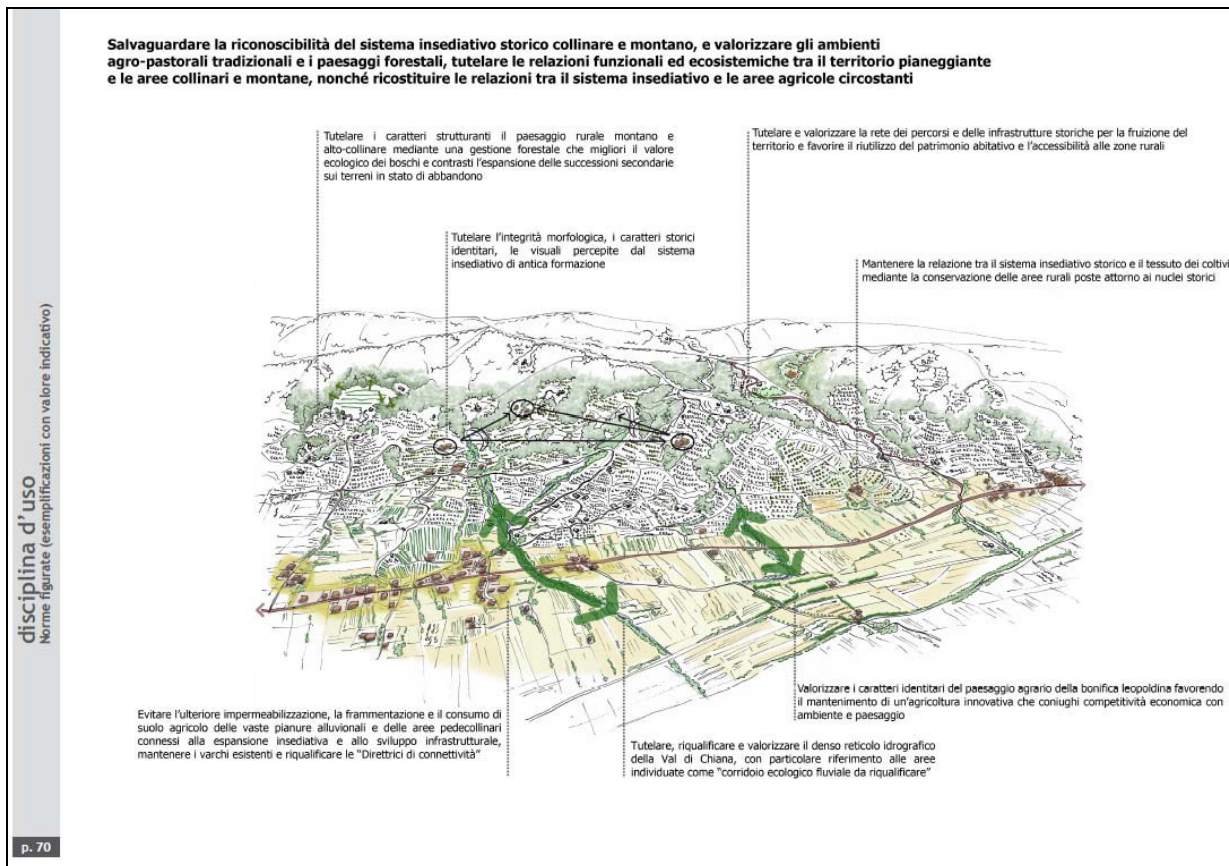 Salvaguardare la riconoscibilità del sistema insediativo storico collinare e montano, e valorizzare gli ambienti
agro-pastorali tradizionali e i paesaggi forestali, tutelare le relazioni funzionali ed ecosistemiche tra il territorio pianeggiante
e le aree collinari e montane, nonché ricostituire le relazioni tra il sistema insediativo e le aree agricole circostanti
Tutelare i caratteri strutturanti il paesaggio rurale montano e
alto-collinare mediante una gestione forestale che migliori il valore
ecologico dei boschi e contrasti l'espansione delle successioni secondarie
sui terreni in stato di abbandono
Tutelare e valorizzare la rete dei percorsi e delle infrastrutture storiche per la fruizione del
territorio e favorire il riutilizzo del patrimonio abitativo e l'accessibilità alle zone rurali
Tutelare l'integrità morfologica, i caratteri storici
identitari, le visuali percepite dal sistema
insediativo di antica formazione
Mantenere la relazione tra il sistema insediativo storico e il tessuto dei coltivi
mediante la conservazione delle aree rurali poste attorno ai nuclei storici
Evitare l'ulteriore impermeabilizzazione, la frammentazione e il consumo di
suolo agricolo delle vaste pianure alluvionali e delle aree pedecollinari
connessi alla espansione insediativa e allo sviluppo infrastrutturale,
mantenere i varchi esistenti e riqualificare le "Direttrici di connettività"
Tutelare, riqualificare e valorizzare il denso reticolo idrografico
della Val di Chiana, con particolare riferimento alle aree
individuate come "corridoio ecologico fluviale da riqualificare"
Valorizzare i caratteri identitari del paesaggio agrario della bonifica leopoldina favorendo
il mantenimento di un'agricoltura innovativa che coniughi competitività economica con
ambiente e paesaggio
disciplina d'uso
Norme figurate (esemplificazioni con valore indicativo)
p. 70